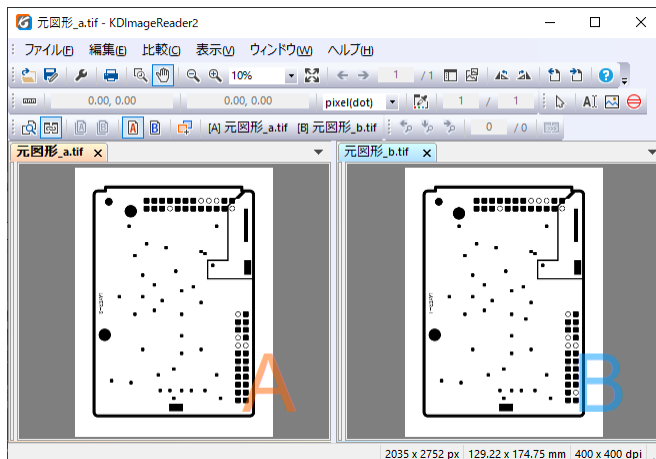 元図形_a.tif - KDImageReader2
ファイル(F) 編集(E) 比較(C) 表示(V) ウィンドウ(W) ヘルプ(H)
10% 1 / 1
0.00, 0.00 0.00, 0.00 pixel(dot) 1 / 1 A
A B A B [A] 元図形_a.tif [B] 元図形_b.tif 0 / 0
元図形_a.tif 元図形_b.tif
A B
2035 x 2752 px 129.22 x 174.75 mm 400 x 400 dpi